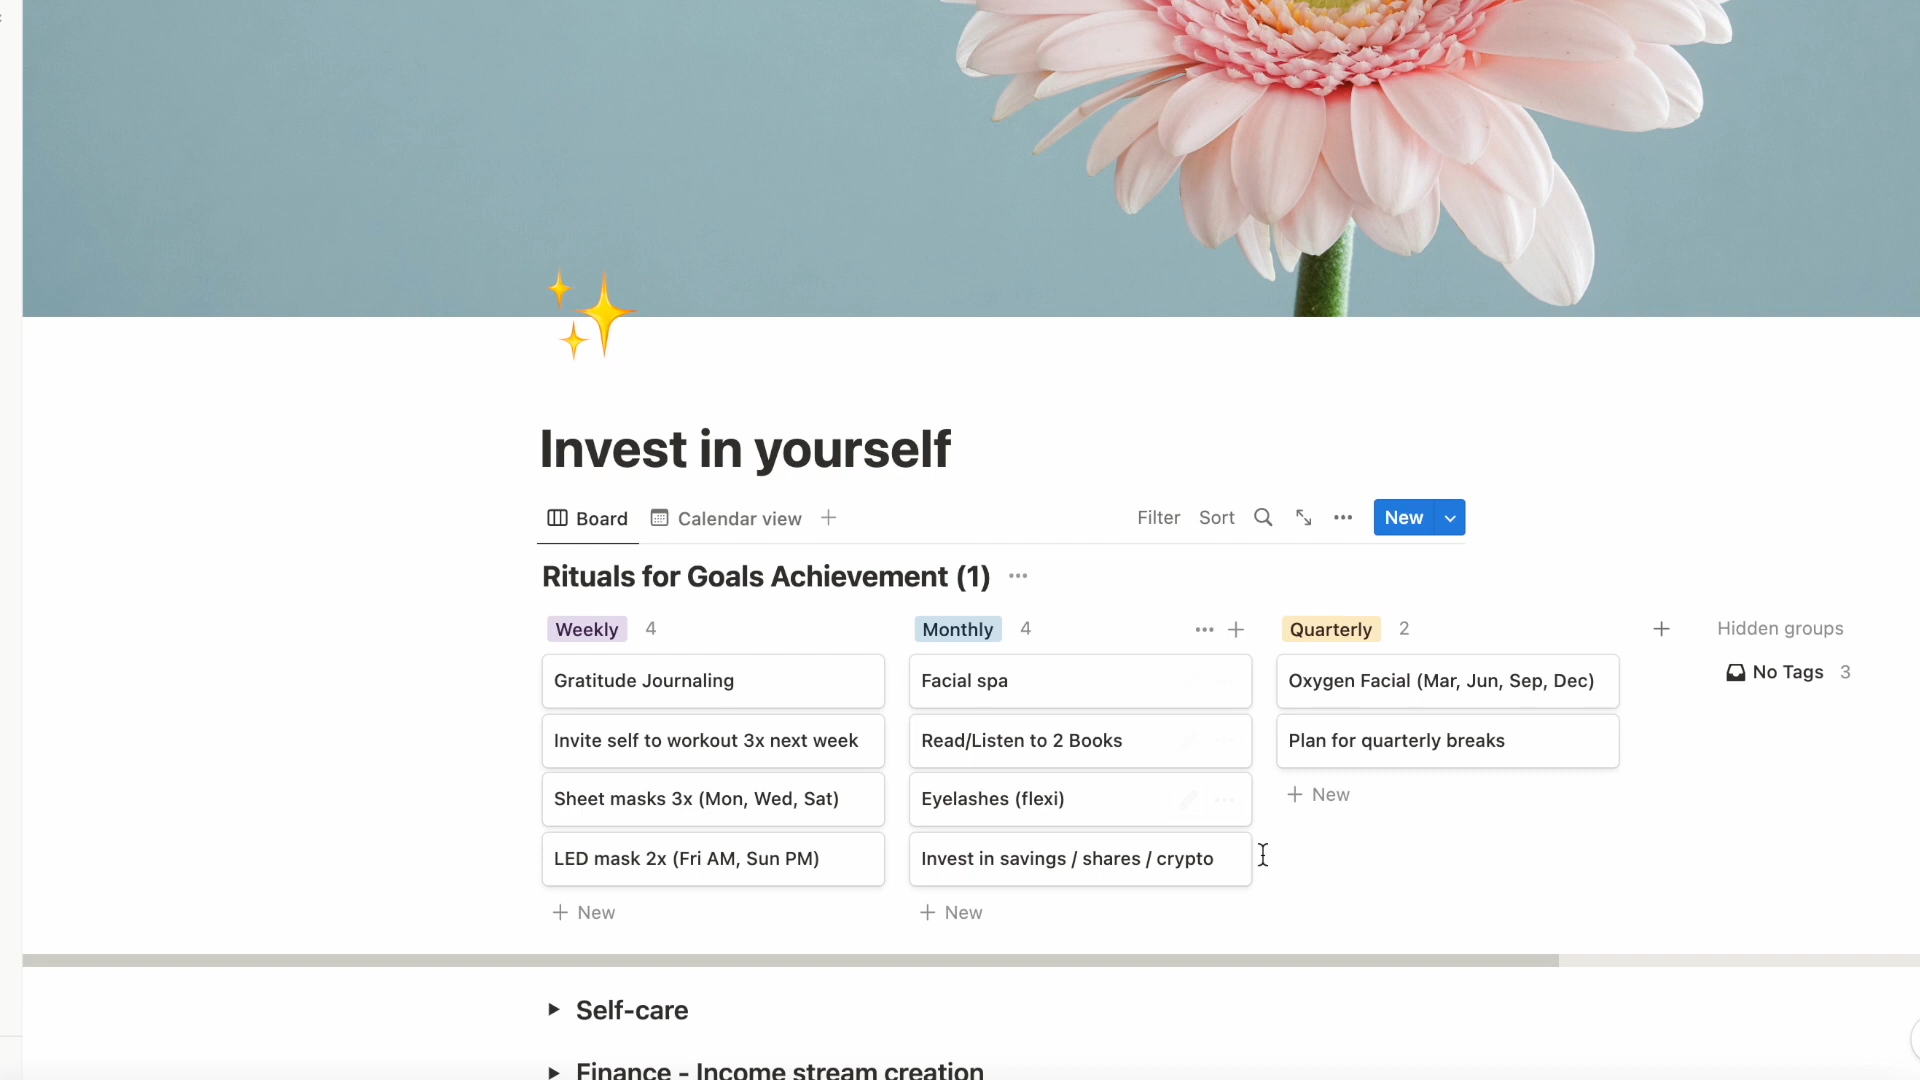 Invest in yourself
Board Calendar view
Filter Sort New
Rituals for Goals Achievement (1)
Weekly 4
Gratitude Journaling
Invite self to workout 3x next week
Sheet masks 3x (Mon, Wed, Sat)
LED mask 2x (Fri AM, Sun PM)
+ New
Monthly 4
Facial spa
Read/Listen to 2 Books
Eyelashes (flexi)
Invest in savings / shares / crypto
+ New
Quarterly 2
Oxygen Facial (Mar, Jun, Sep, Dec)
Plan for quarterly breaks
+ New
Hidden groups
No Tags 3
Self-care
Finance - Income stream creation